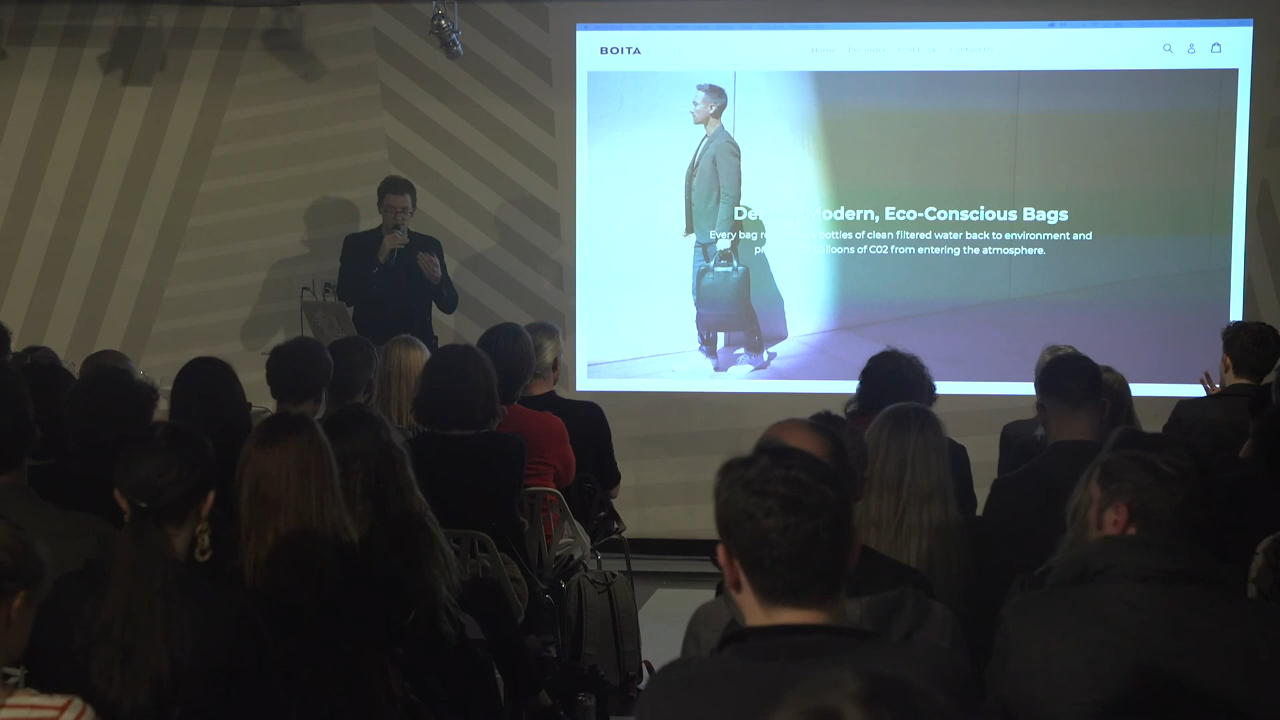 BOITA
Home
Modern, Eco-Conscious Bags
Every bag bottles of clean filtered water back to environment and
of C02 from entering the atmosphere.